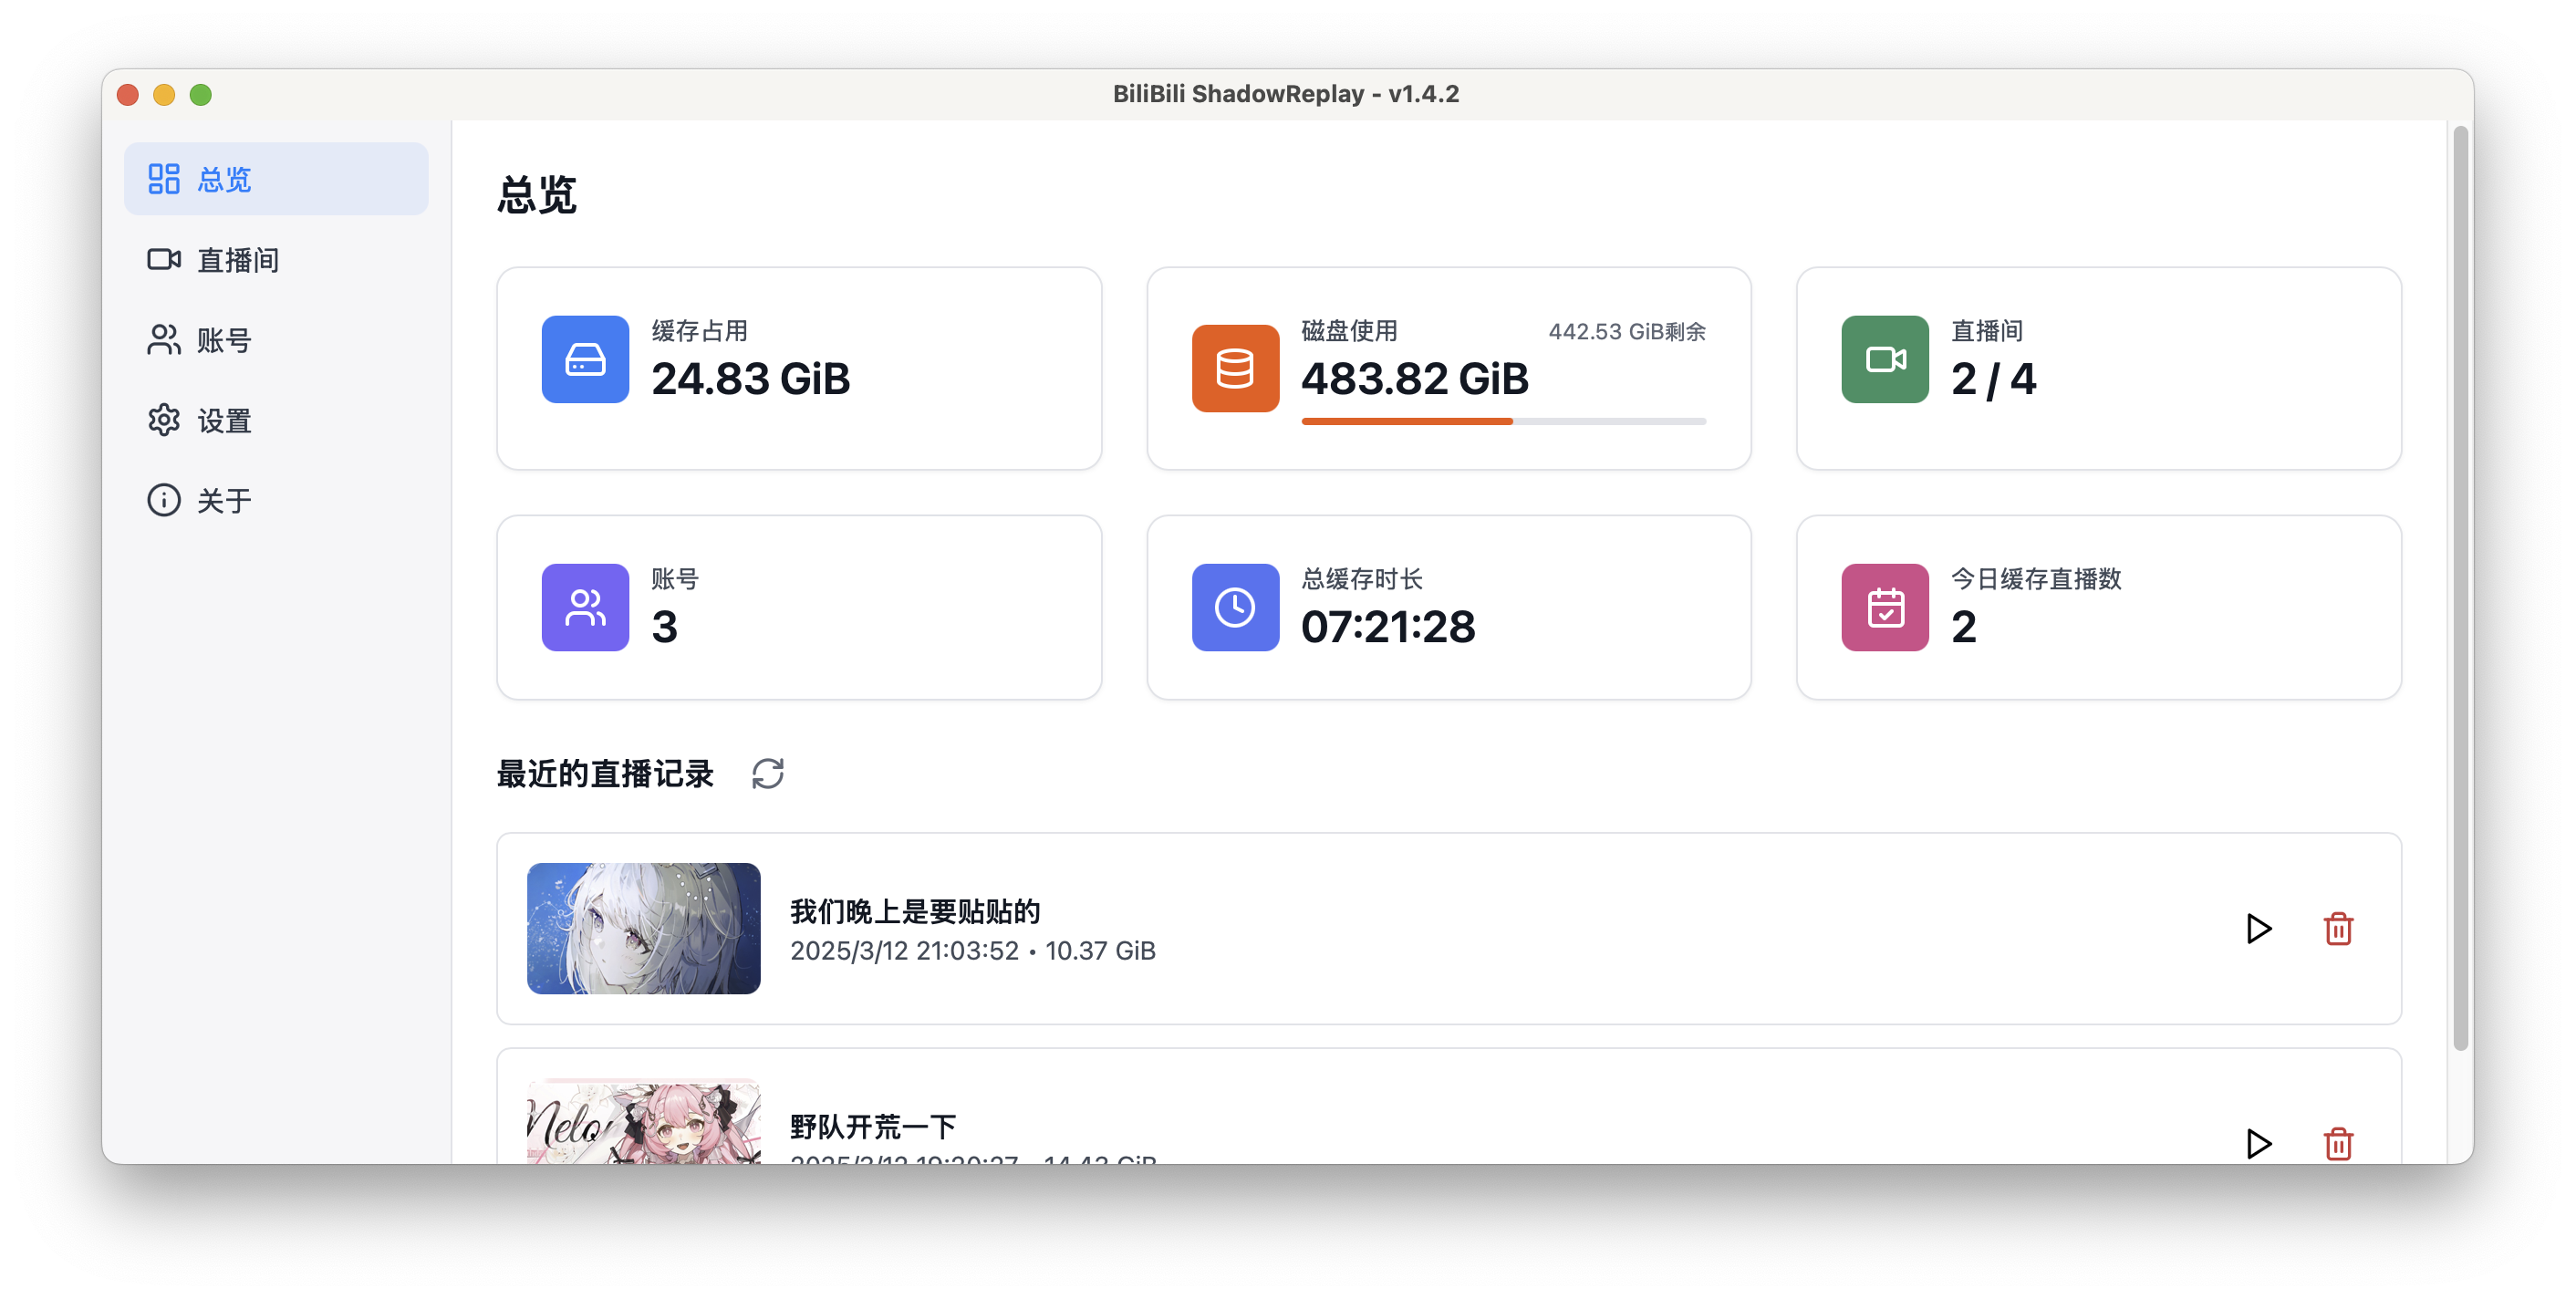 BiliBili ShadowReplay - v1.4.2
总览
直播间
账号
设置
关于
总览
缓存占用
24.83 GiB
磁盘使用
442.53 GiB剩余
483.82 GiB
直播间
2 / 4
账号
3
总缓存时长
07:21:28
今日缓存直播数
2
最近的直播记录
我们晚上是要贴贴的
2025/3/12 21:03:52 • 10.37 GiB
野队开荒一下